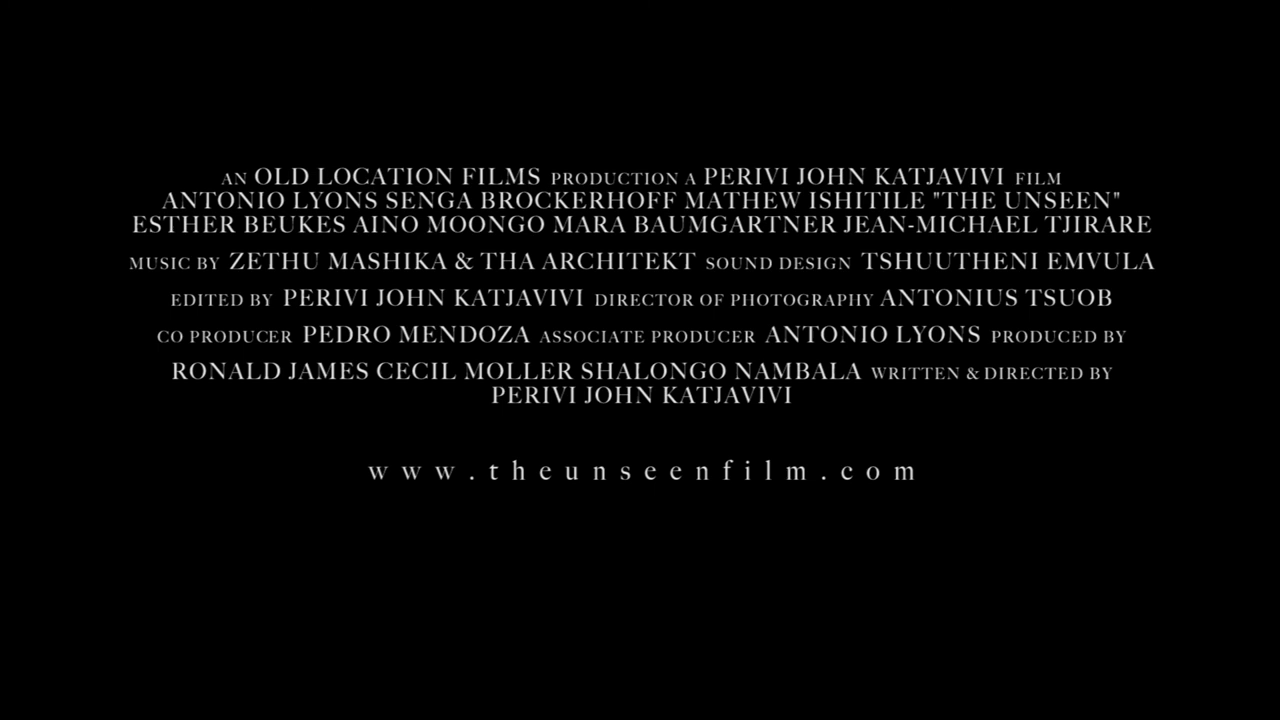 AN OLD LOCATION FILMS PRODUCTION A PERIVI JOHN KATJAVIVI FILM
ANTONIO LYONS SENGA BROCKERHOFF MATHEW ISHITILE "THE UNSEEN"
ESTHER BEUKES AINO MOONGO MARA BAUMGARTNER JEAN-MICHAEL TJIRARE
MUSIC BY ZETHU MASHIKA & THA ARCHITEKT SOUND DESIGN TSHUUTHENI EMVULA
EDITED BY PERIVI JOHN KATJAVIVI DIRECTOR OF PHOTOGRAPHY ANTONIUS TSUOB
CO PRODUCER PEDRO MENDOZA ASSOCIATE PRODUCER ANTONIO LYONS PRODUCED BY
RONALD JAMES CECIL MOLLER SHALONGO NAMBALA WRITTEN & DIRECTED BY
PERIVI JOHN KATJAVIVI
www.theunseenfilm.com